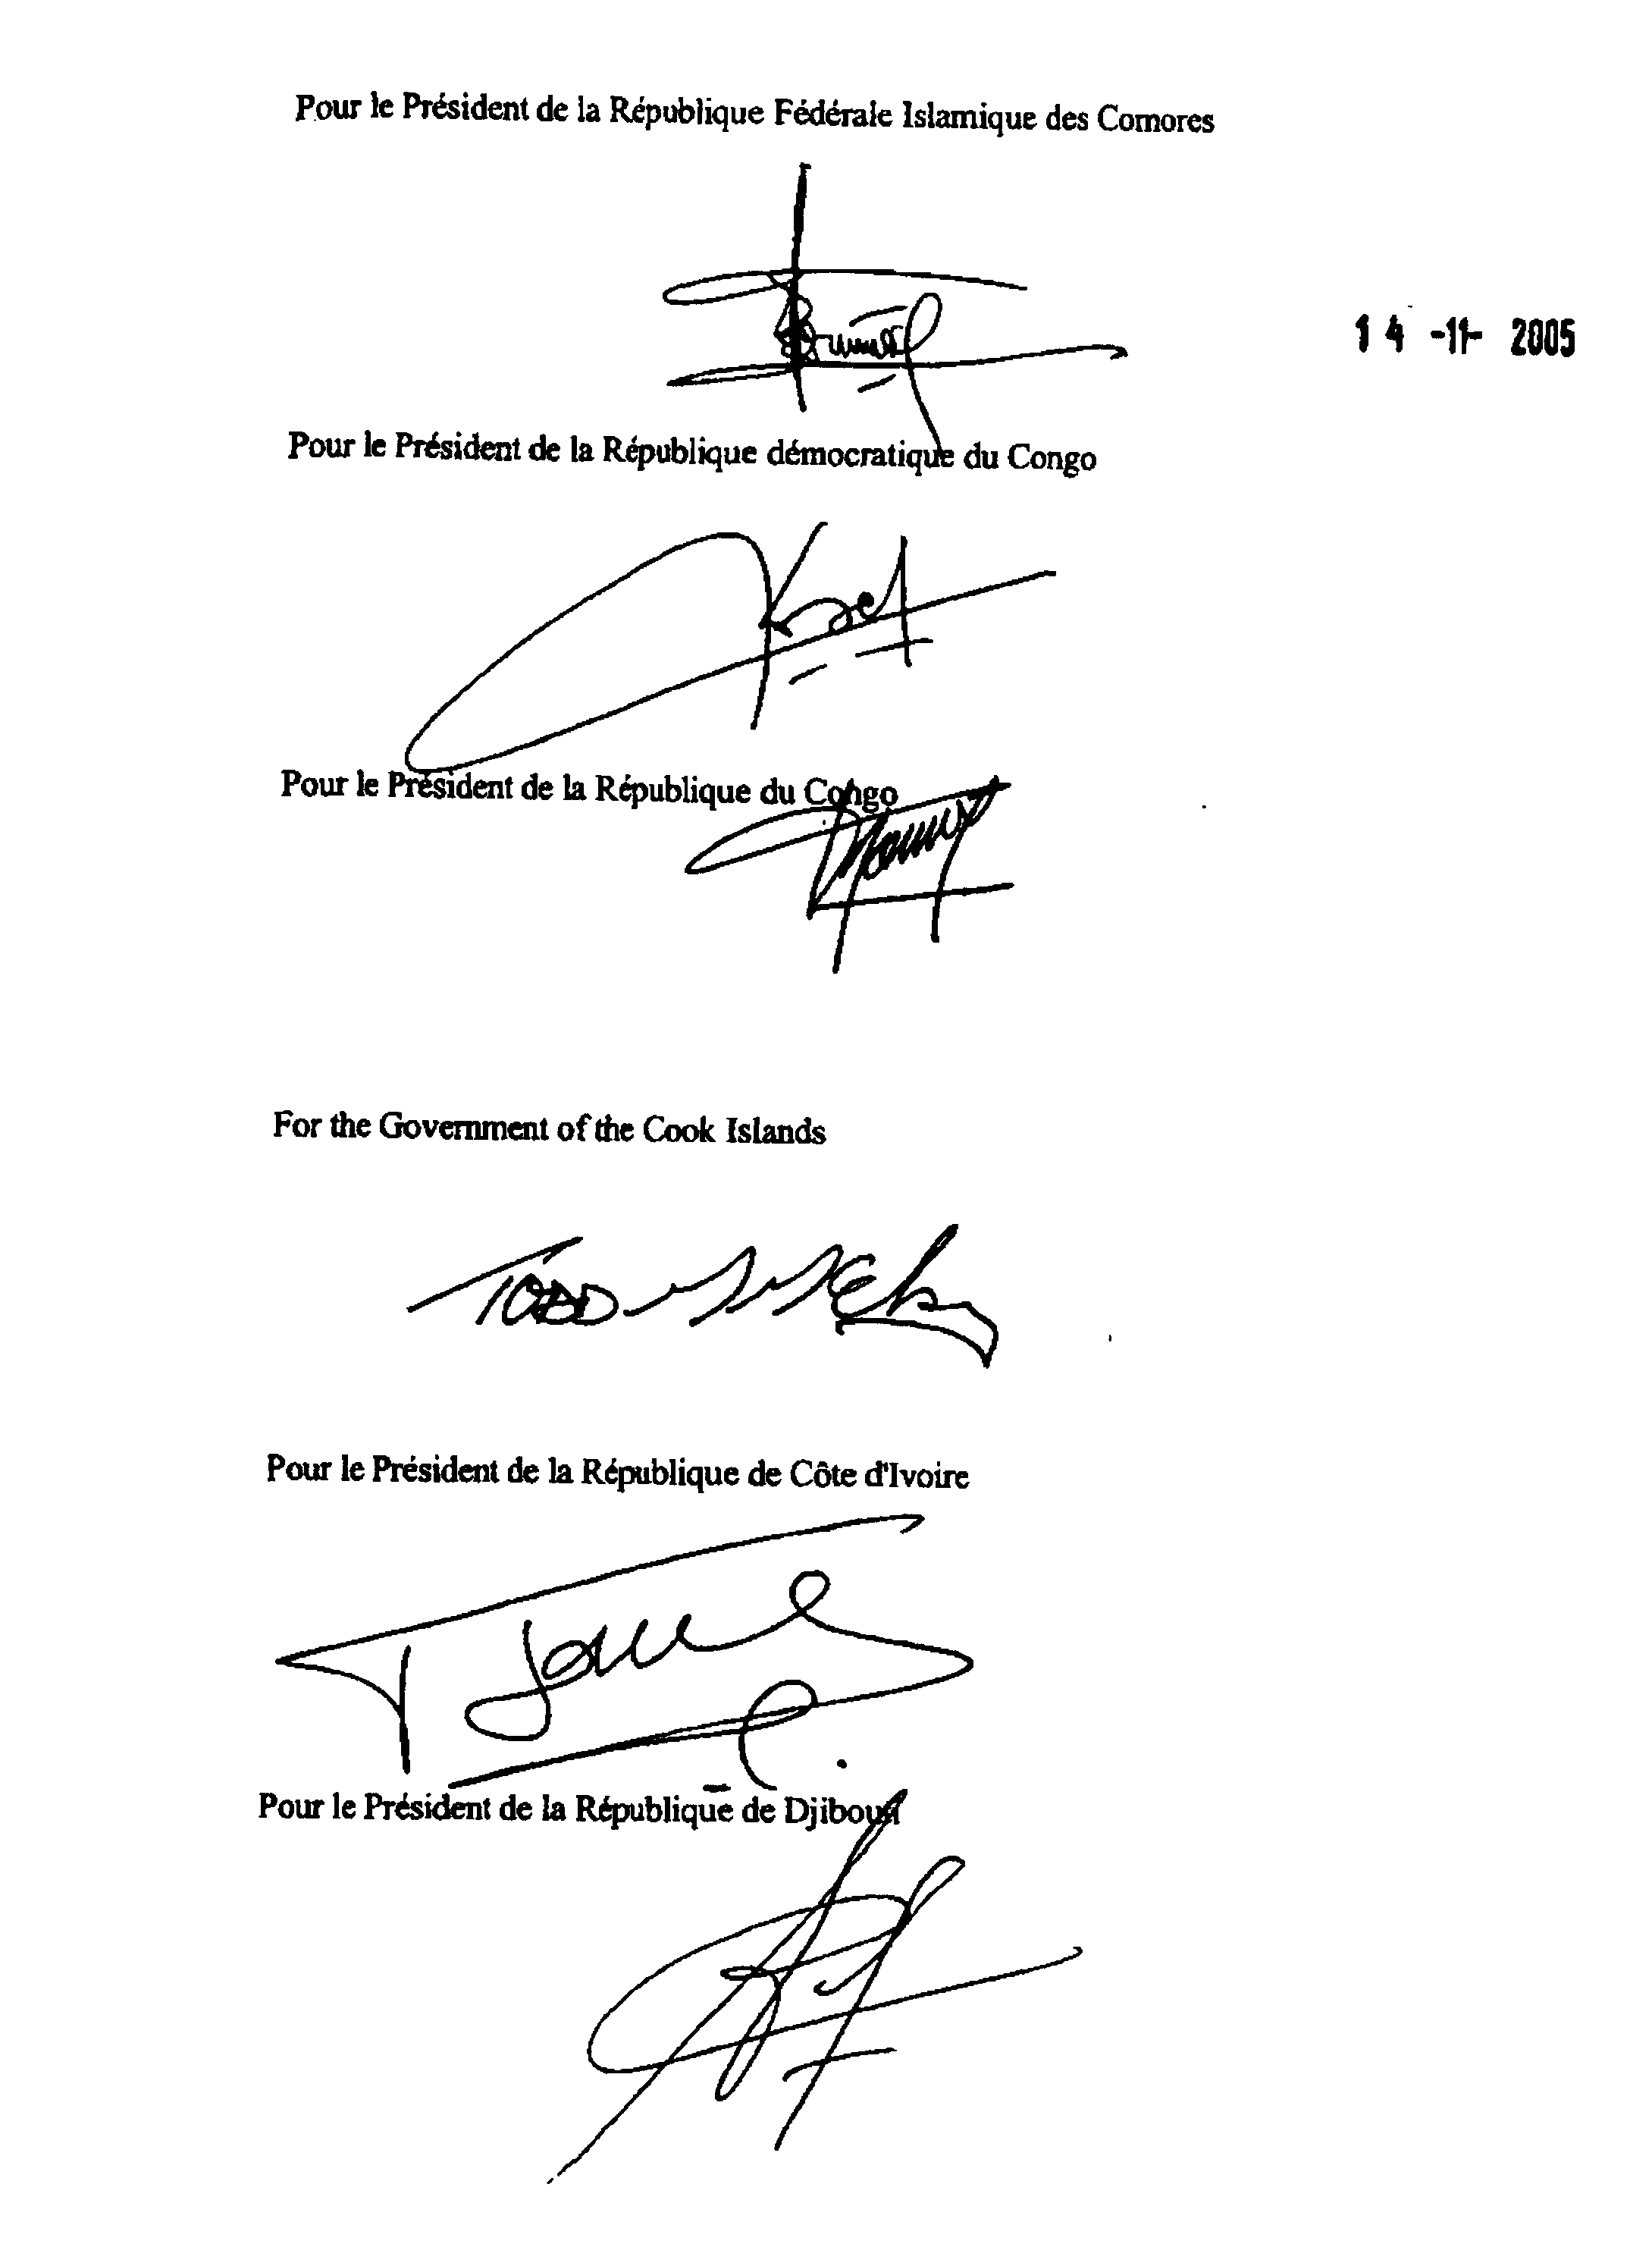 Pour le Président de la République Fédérale Islamique des Comores
14 -11- 2005
Pour le Président de la République démocratique du Congo
Pour le Président de la République du Congo
For the Government of the Cook Islands
Pour le Président de la République de Côte d'Ivoire
Pour le Président de la République de Djibouti